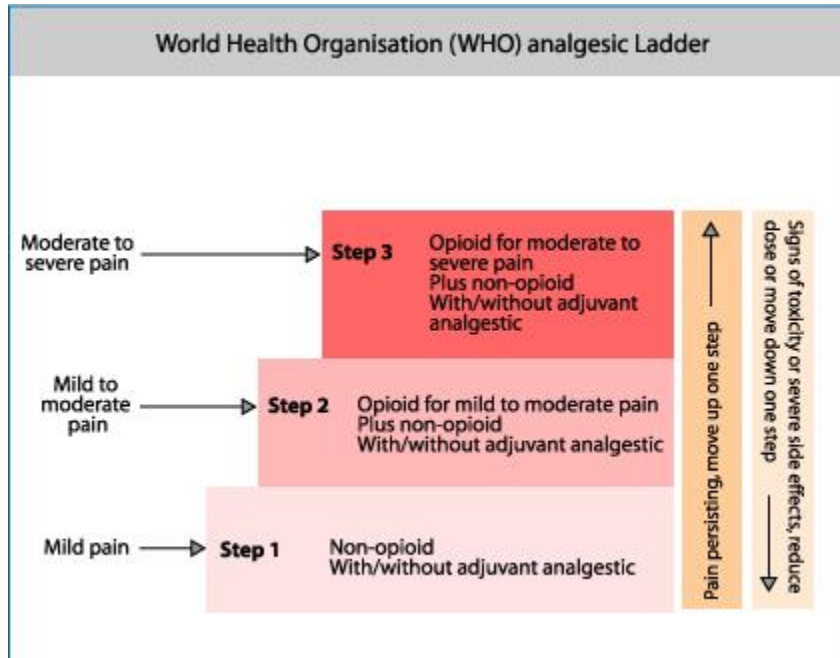 World Health Organisation (WHO) analgesic Ladder
Moderate to
severe pain
Step 3
Opioid for moderate to
severe pain
Plus non-opioid
With/without adjuvant
analgestic
Mild to
moderate
pain
Step 2
Opioid for mild to moderate pain
Plus non-opioid
With/without adjuvant analgestic
Mild pain
Step 1
Non-opioid
With/without adjuvant analgestic
Pain persisting, move up one step
Signs of toxicity or severe side effects, reduce
dose or move down one step